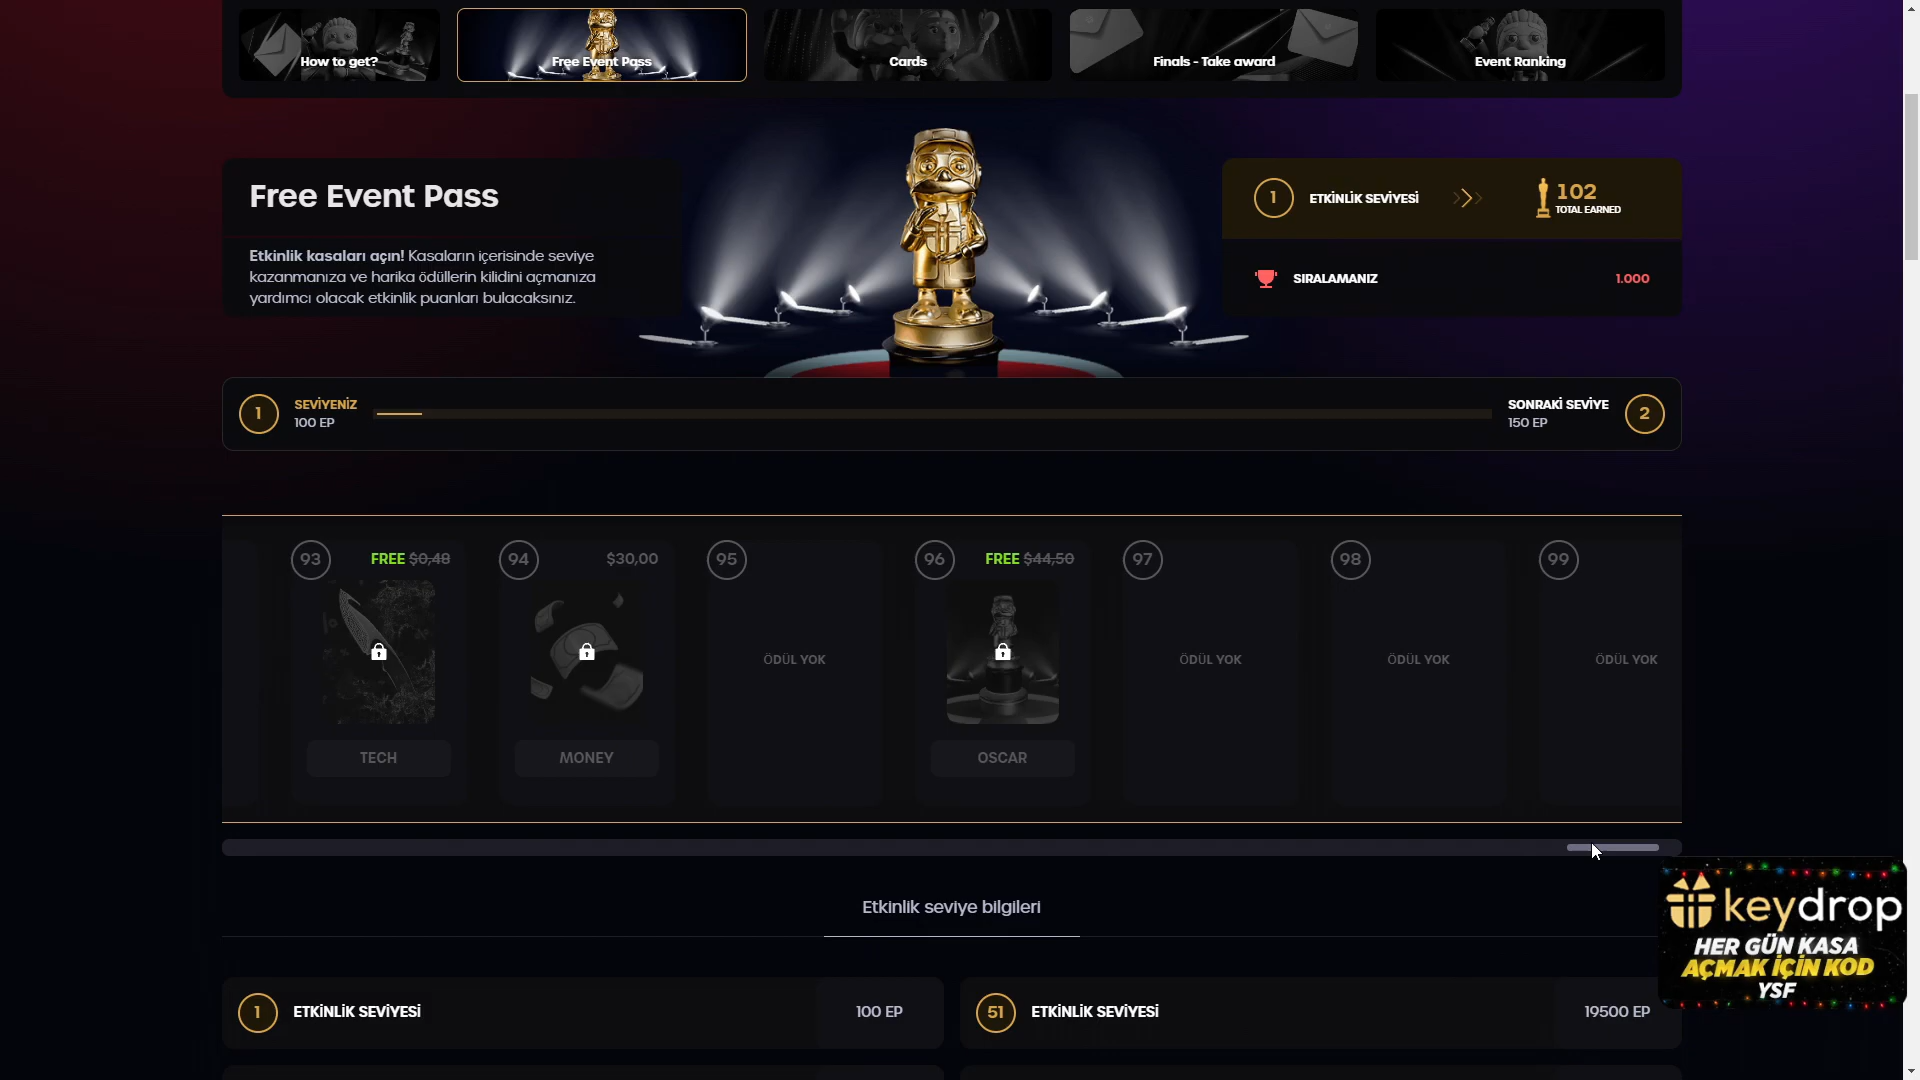 How to get?
Free Event Pass
Cards
Finals - Take award
Event Ranking
Free Event Pass
Etkinlik kasaları açın! Kasaların içerisinde seviye
kazanmanıza ve harika ödüllerin kilidini açmanıza
yardımcı olacak etkinlik puanları bulacaksınız.
1 ETKİNLİK SEVİYESİ
102
TOTAL EARNED
SIRALAMANIZ 1.000
1 SEVİYENİZ
100 EP
SONRAKİ SEVİYE 2
150 EP
93 FREE $0,48
TECH
94 $30,00
MONEY
95
ÖDÜL YOK
96 FREE $44,50
OSCAR
97
ÖDÜL YOK
98
ÖDÜL YOK
99
ÖDÜL YOK
Etkinlik seviye bilgileri
1 ETKİNLİK SEVİYESİ 100 EP
51 ETKİNLİK SEVİYESİ 19500 EP
keydrop
HER GÜN KASA
AÇMAK İÇİN KOD
YSF